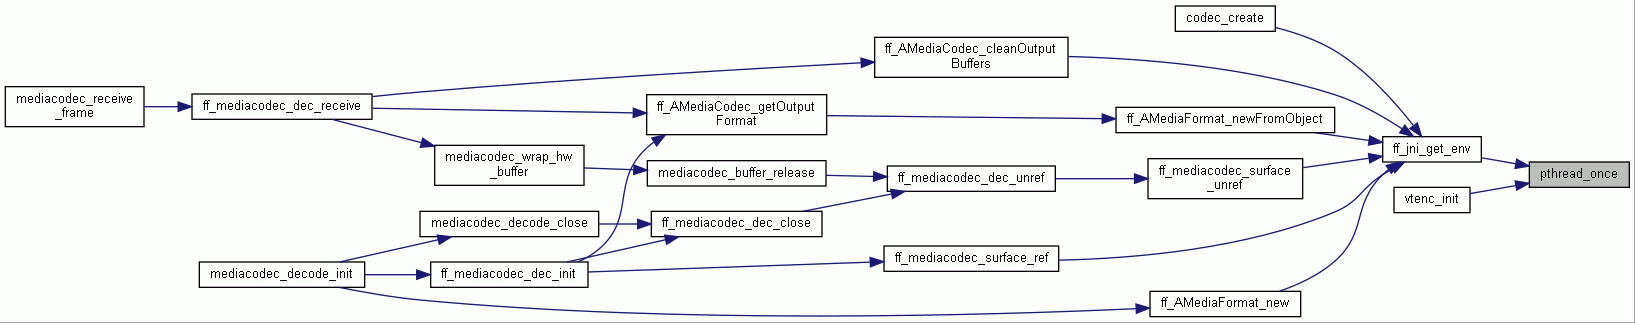 codec_create
ff_AMediaCodec_cleanOutput
Buffers
mediacodec_receive
_frame
ff_mediacodec_dec_receive
ff_AMediaCodec_getOutput
Format
ff_AMediaFormat_newFromObject
ff_jni_get_env
mediacodec_wrap_hw
_buffer
mediacodec_buffer_release
ff_mediacodec_dec_unref
ff_mediacodec_surface
_unref
pthread_once
vtenc_init
mediacodec_decode_close
ff_mediacodec_dec_close
ff_mediacodec_surface_ref
mediacodec_decode_init
ff_mediacodec_dec_init
ff_AMediaFormat_new